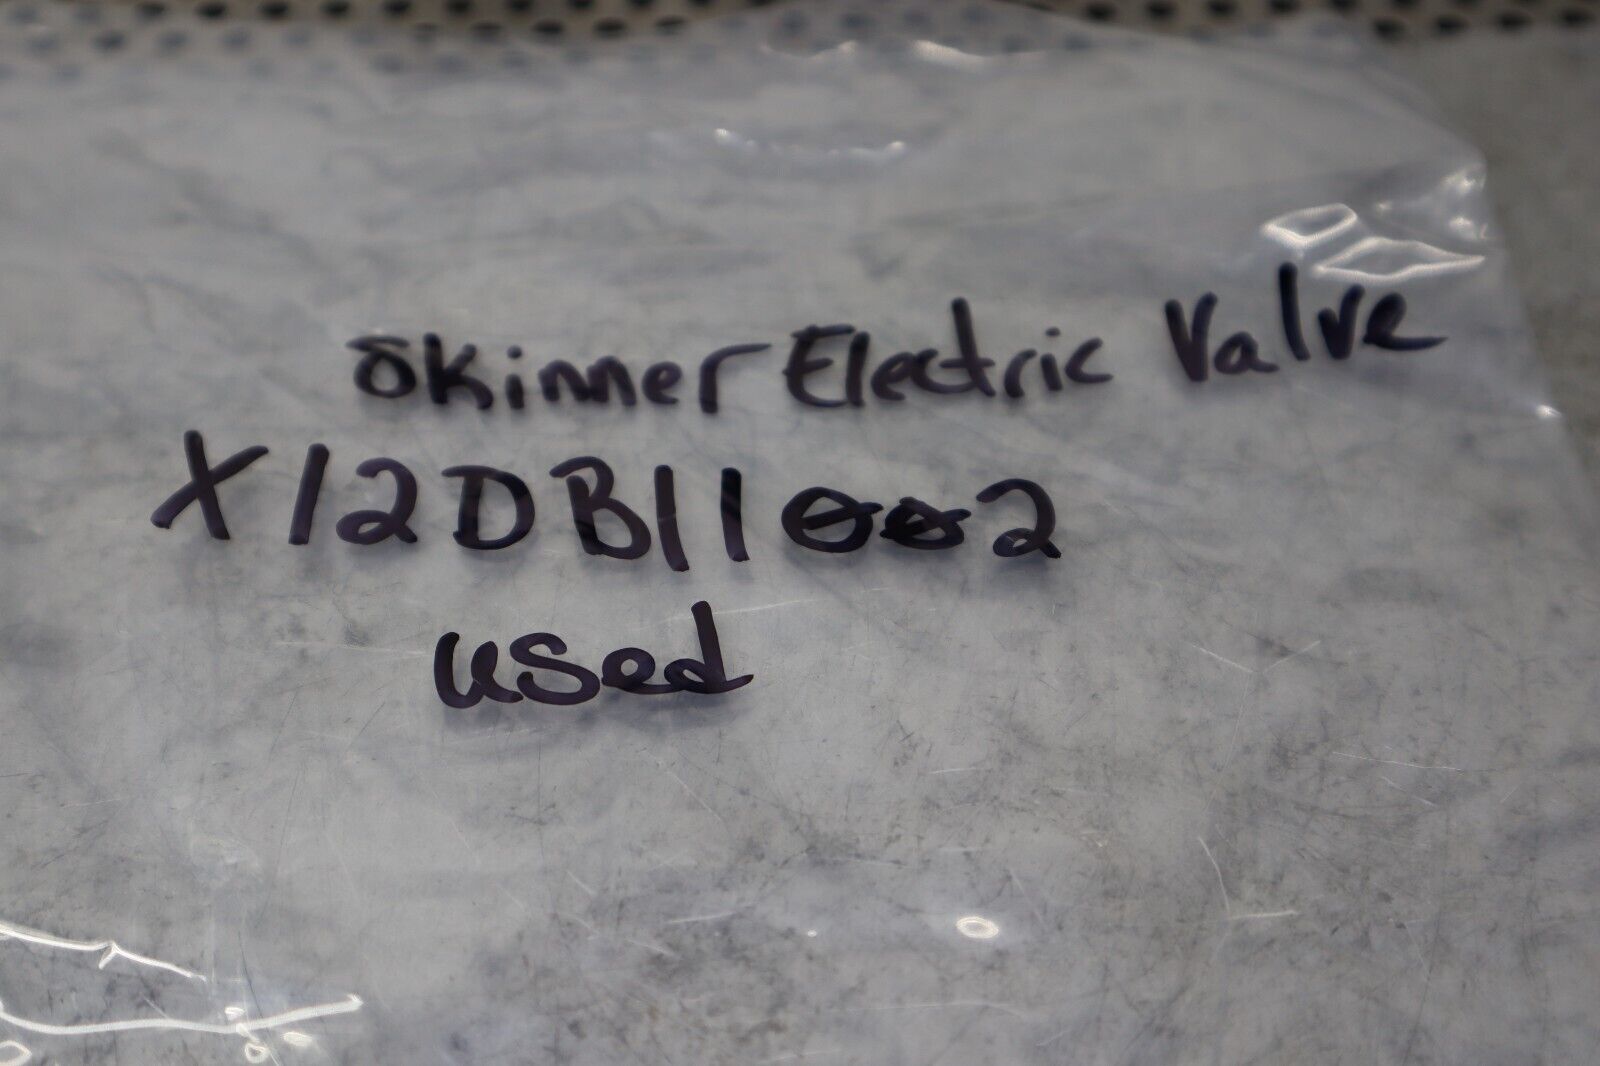 Skinner Electric Valve
X12DB11002
used